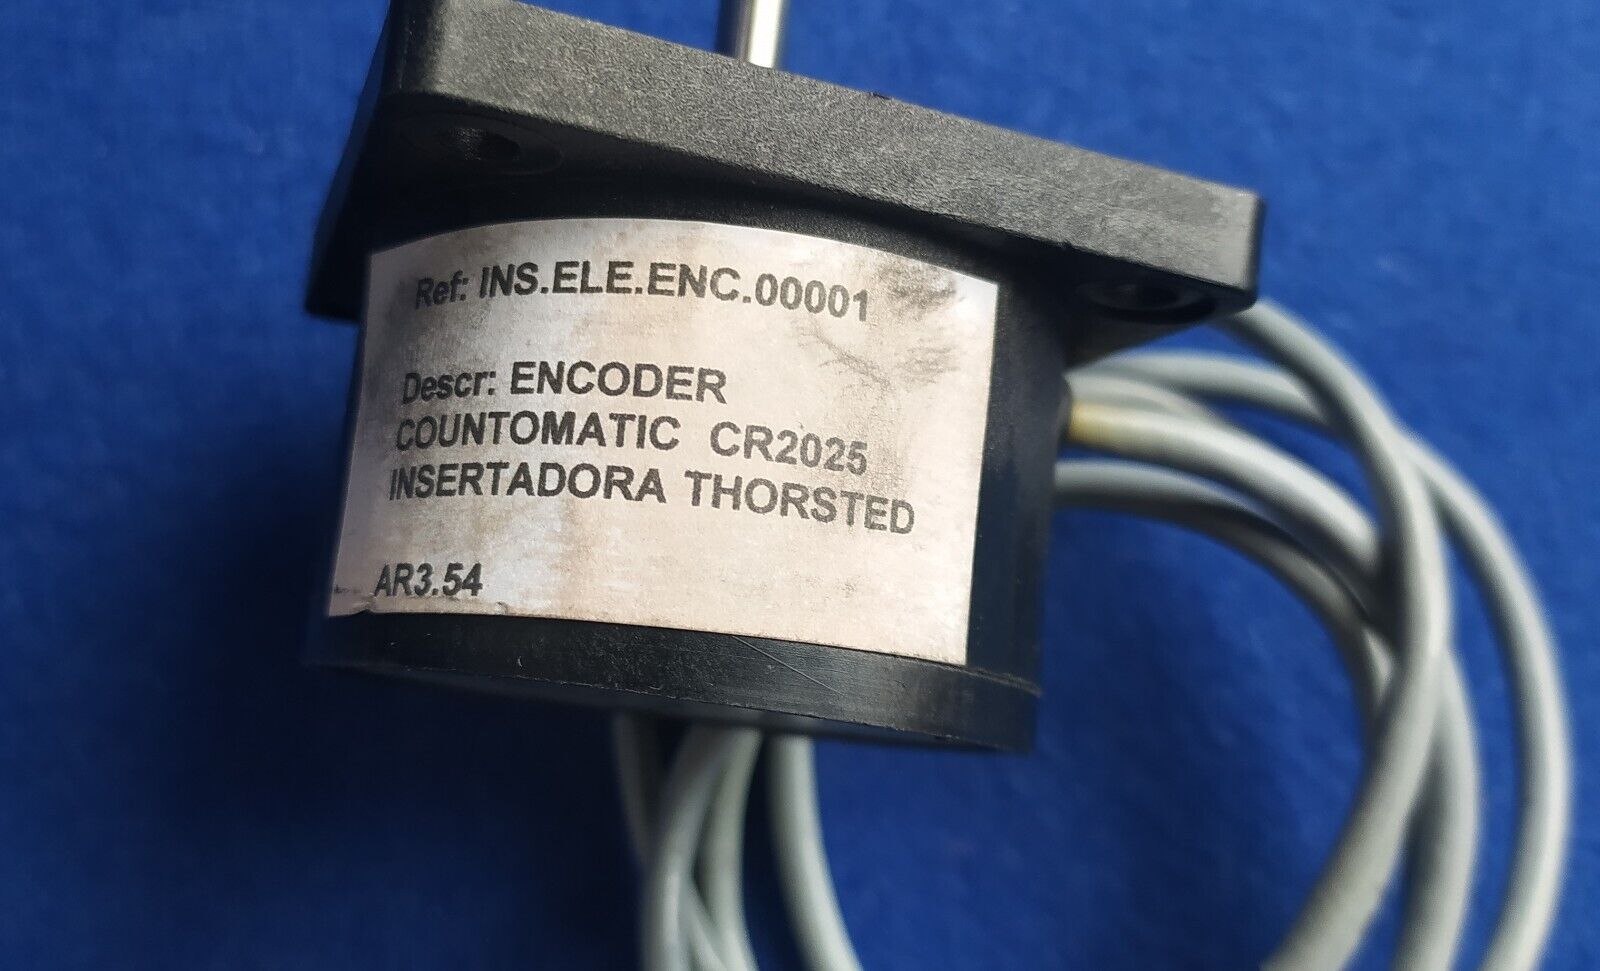 Ref: INS.ELE.ENC.00001
Descr: ENCODER
COUNTOMATIC CR2025
INSERTADORA THORSTED
AR3.54